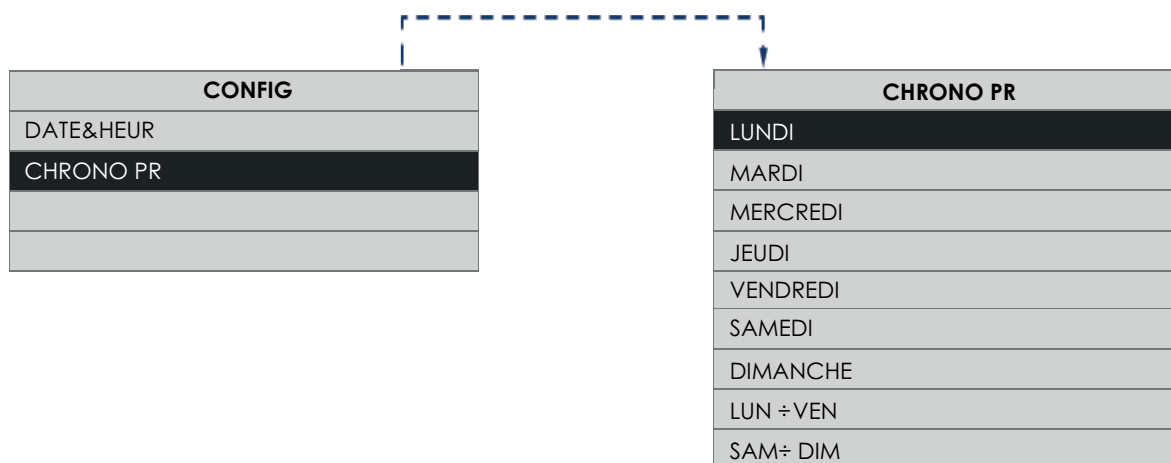 CONFIG
DATE&HEUR
CHRONO PR
CHRONO PR
LUNDI
MARDI
MERCREDI
JEUDI
VENDREDI
SAMEDI
DIMANCHE
LUN ÷VEN
SAM÷ DIM